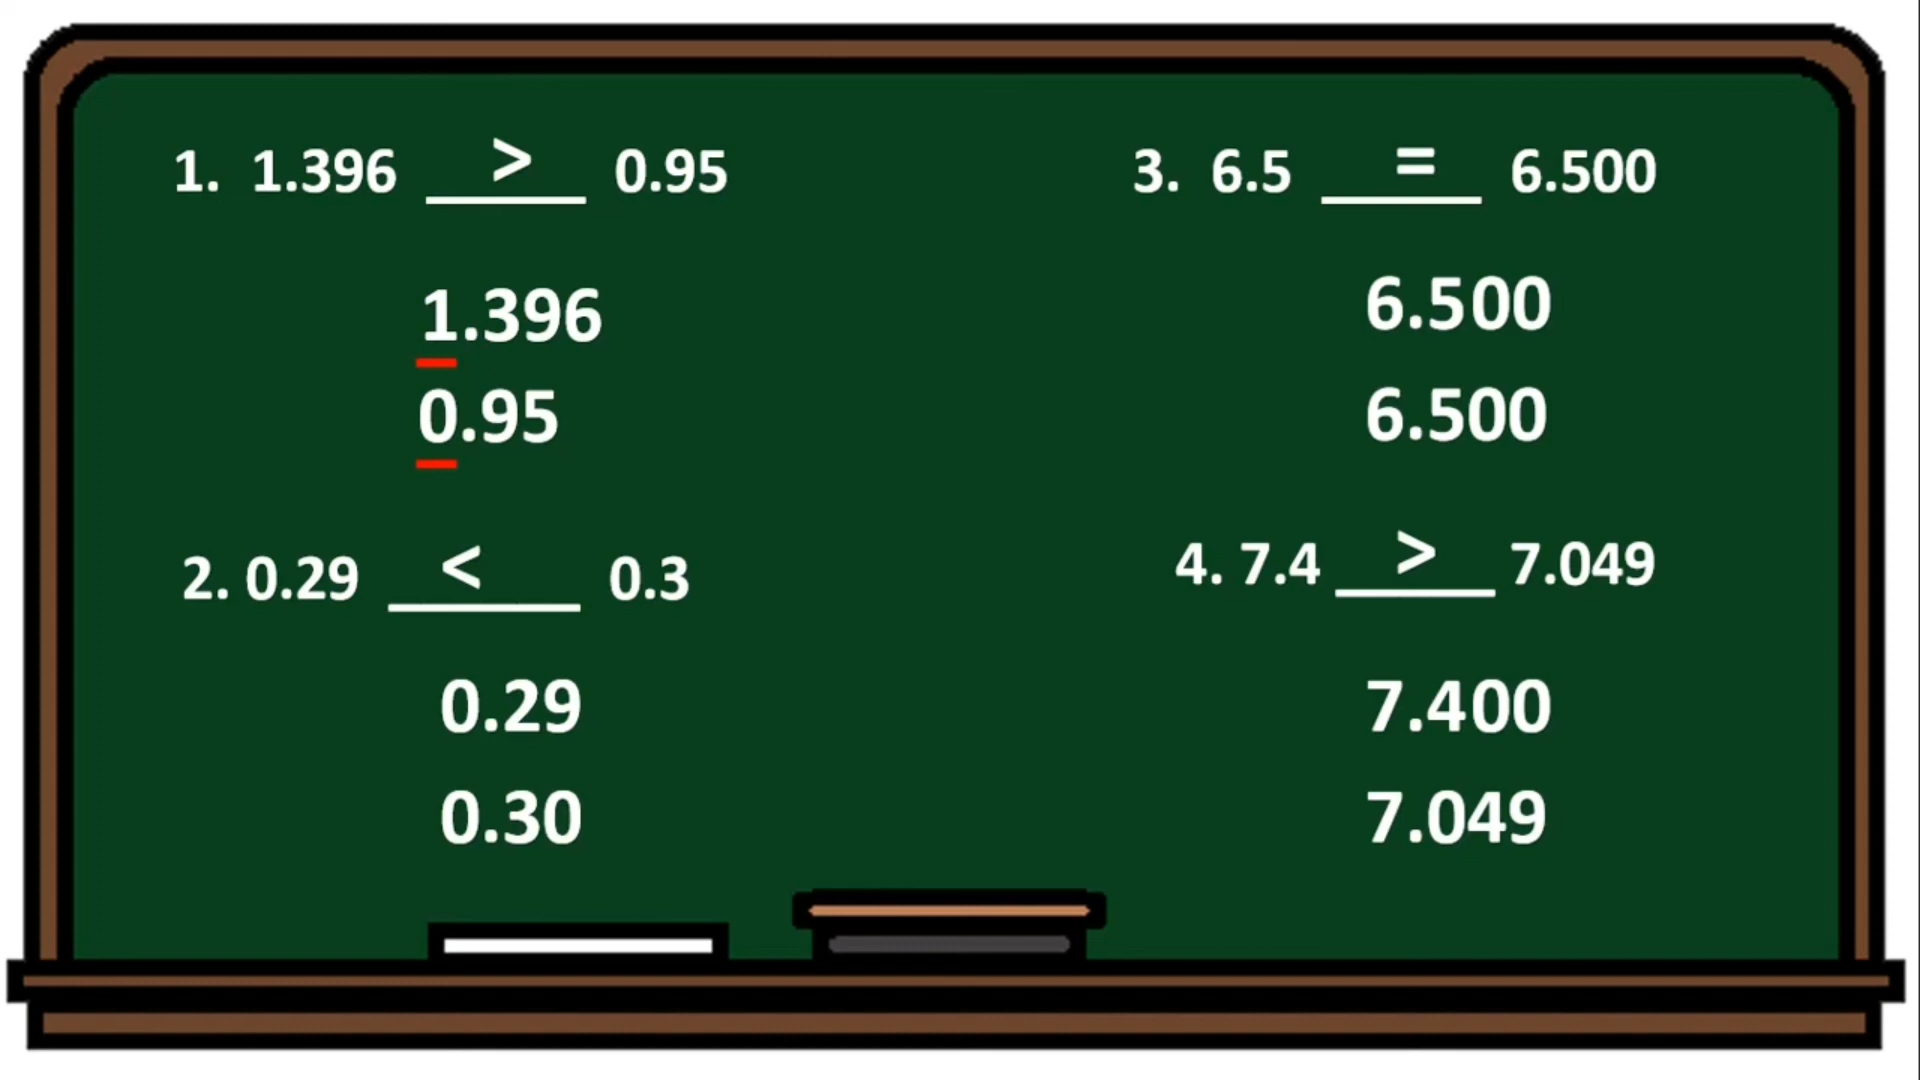 1. 1.396 > 0.95
1.396
0.95
2. 0.29 < 0.3
0.29
0.30
3. 6.5 = 6.500
6.500
6.500
4. 7.4 > 7.049
7.400
7.049